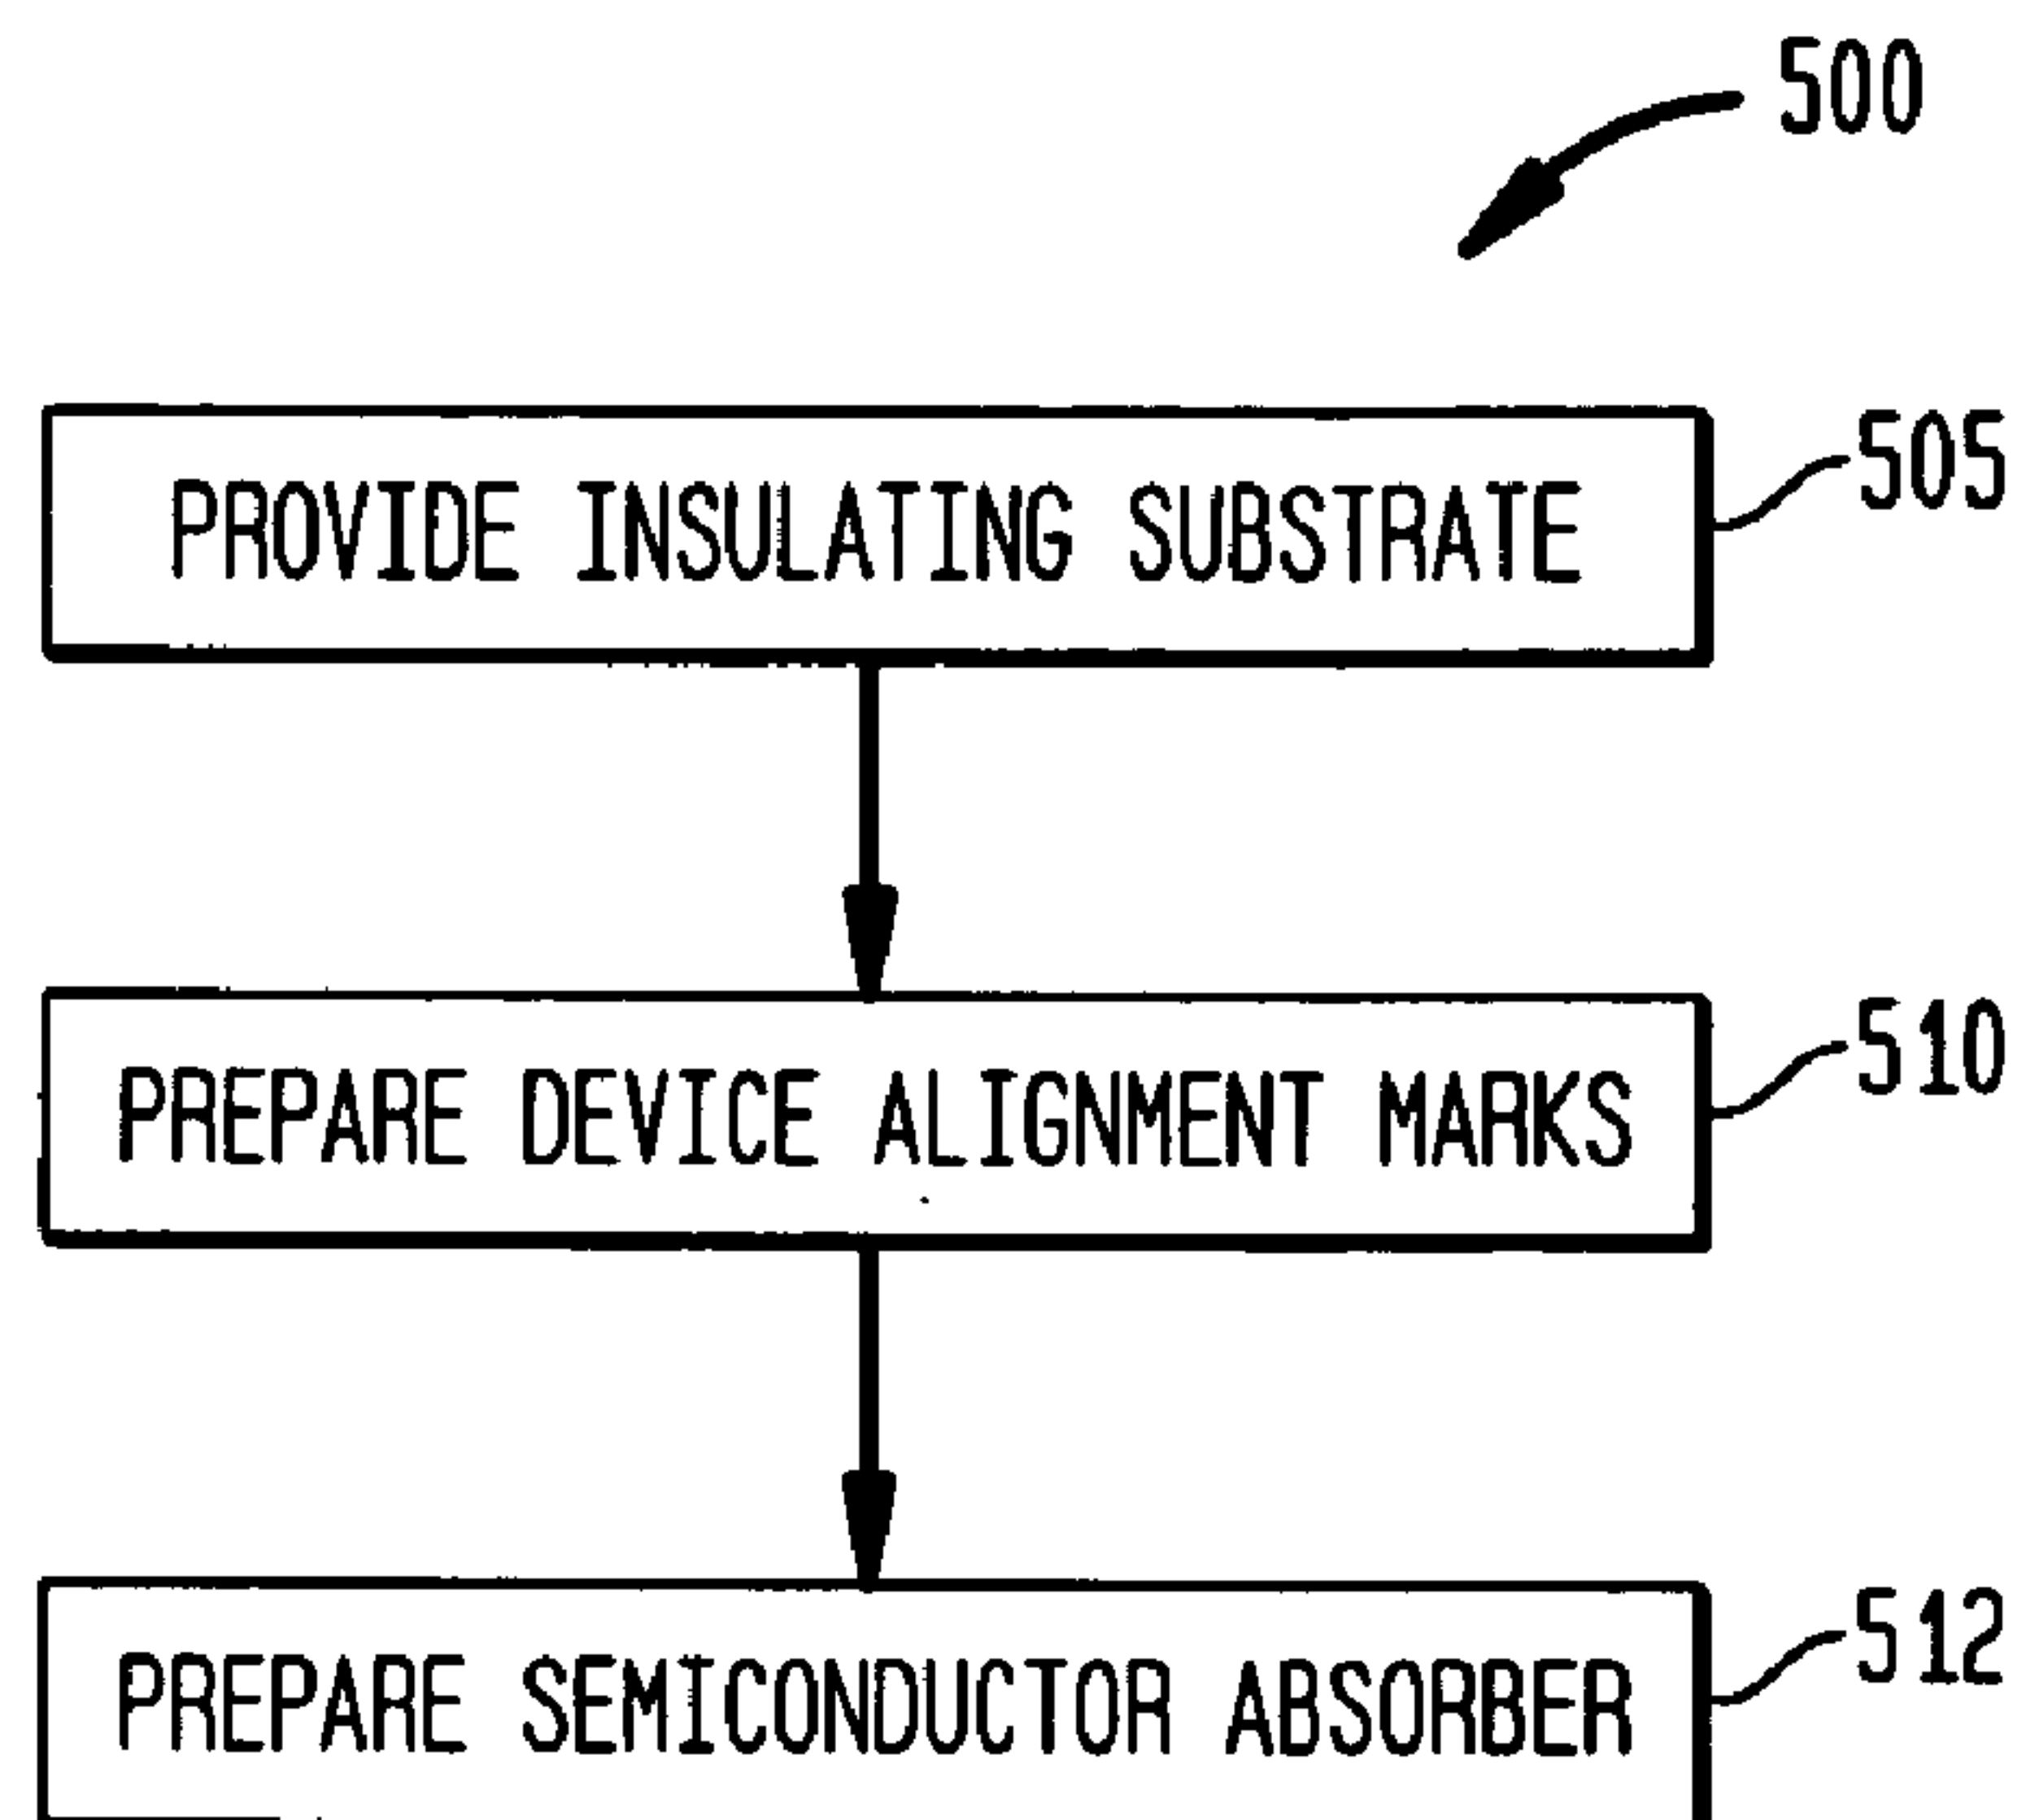 500
PROVIDE INSULATING SUBSTRATE
505
PREPARE DEVICE ALIGNMENT MARKS
510
PREPARE SEMICONDUCTOR ABSORBER
512